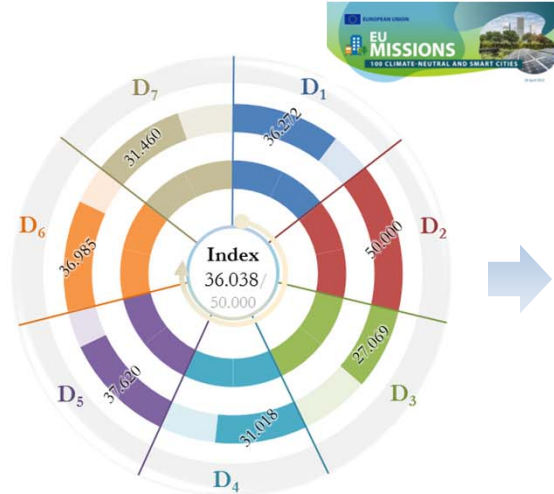 EUROPEAN UNION
EU
MISSIONS
100 CLIMATE-NEUTRAL AND SMART CITIES
D1
36.272
D2
50.000
D3
27.069
D4
31.018
D5
37.620
D6
36.985
D7
31.460
Index
36.038/
50.000